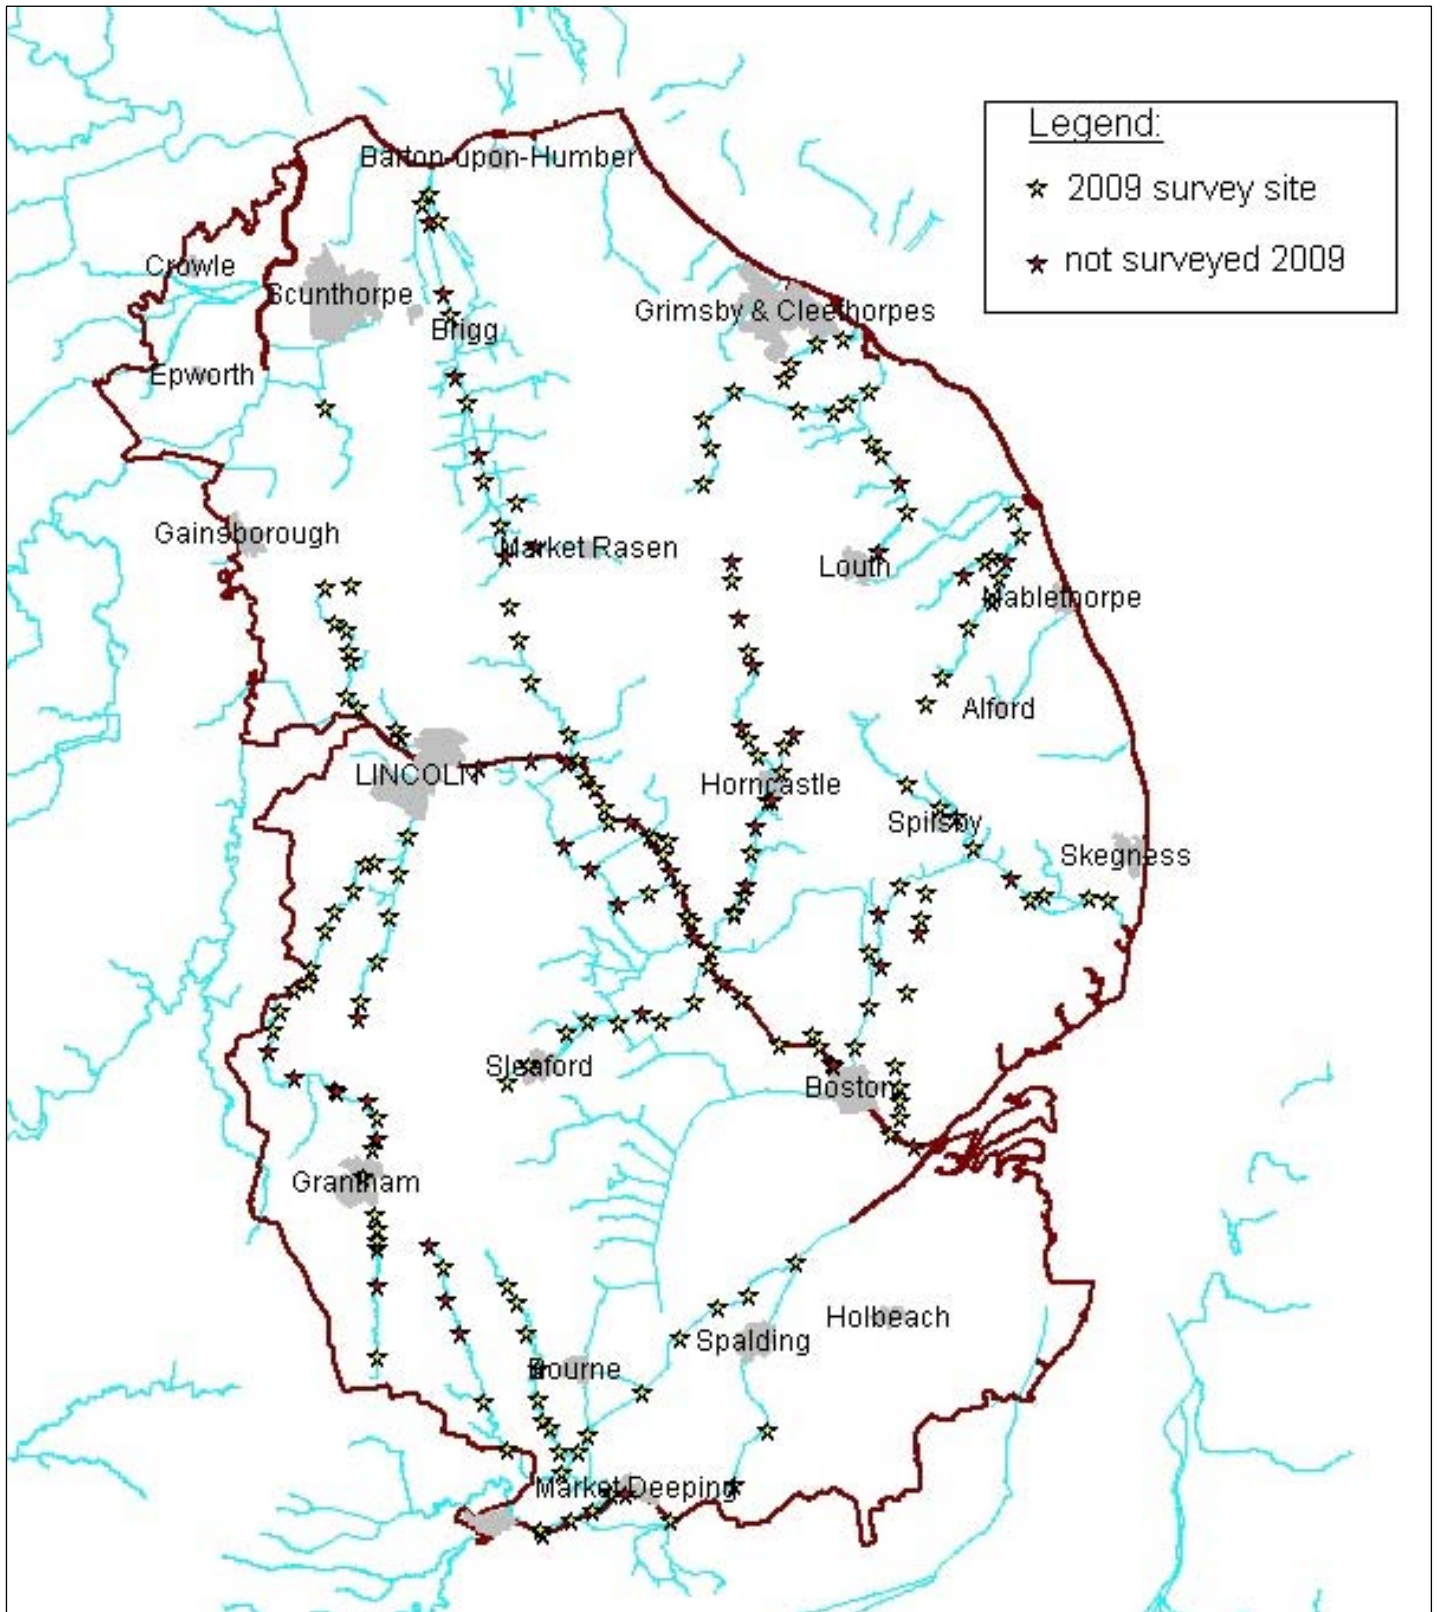 Legend:
2009 survey site
not surveyed 2009
Barton-upon-Humber
Crowle
Scunthorpe
Grimsby & Cleethorpes
Brigg
Epworth
Gainsborough
Market Rasen
Louth
Mablethorpe
Alford
LINCOLN
Horncastle
Spilsby
Skegness
Sleaford
Boston
Grantham
Holbeach
Spalding
Bourne
Market Deeping